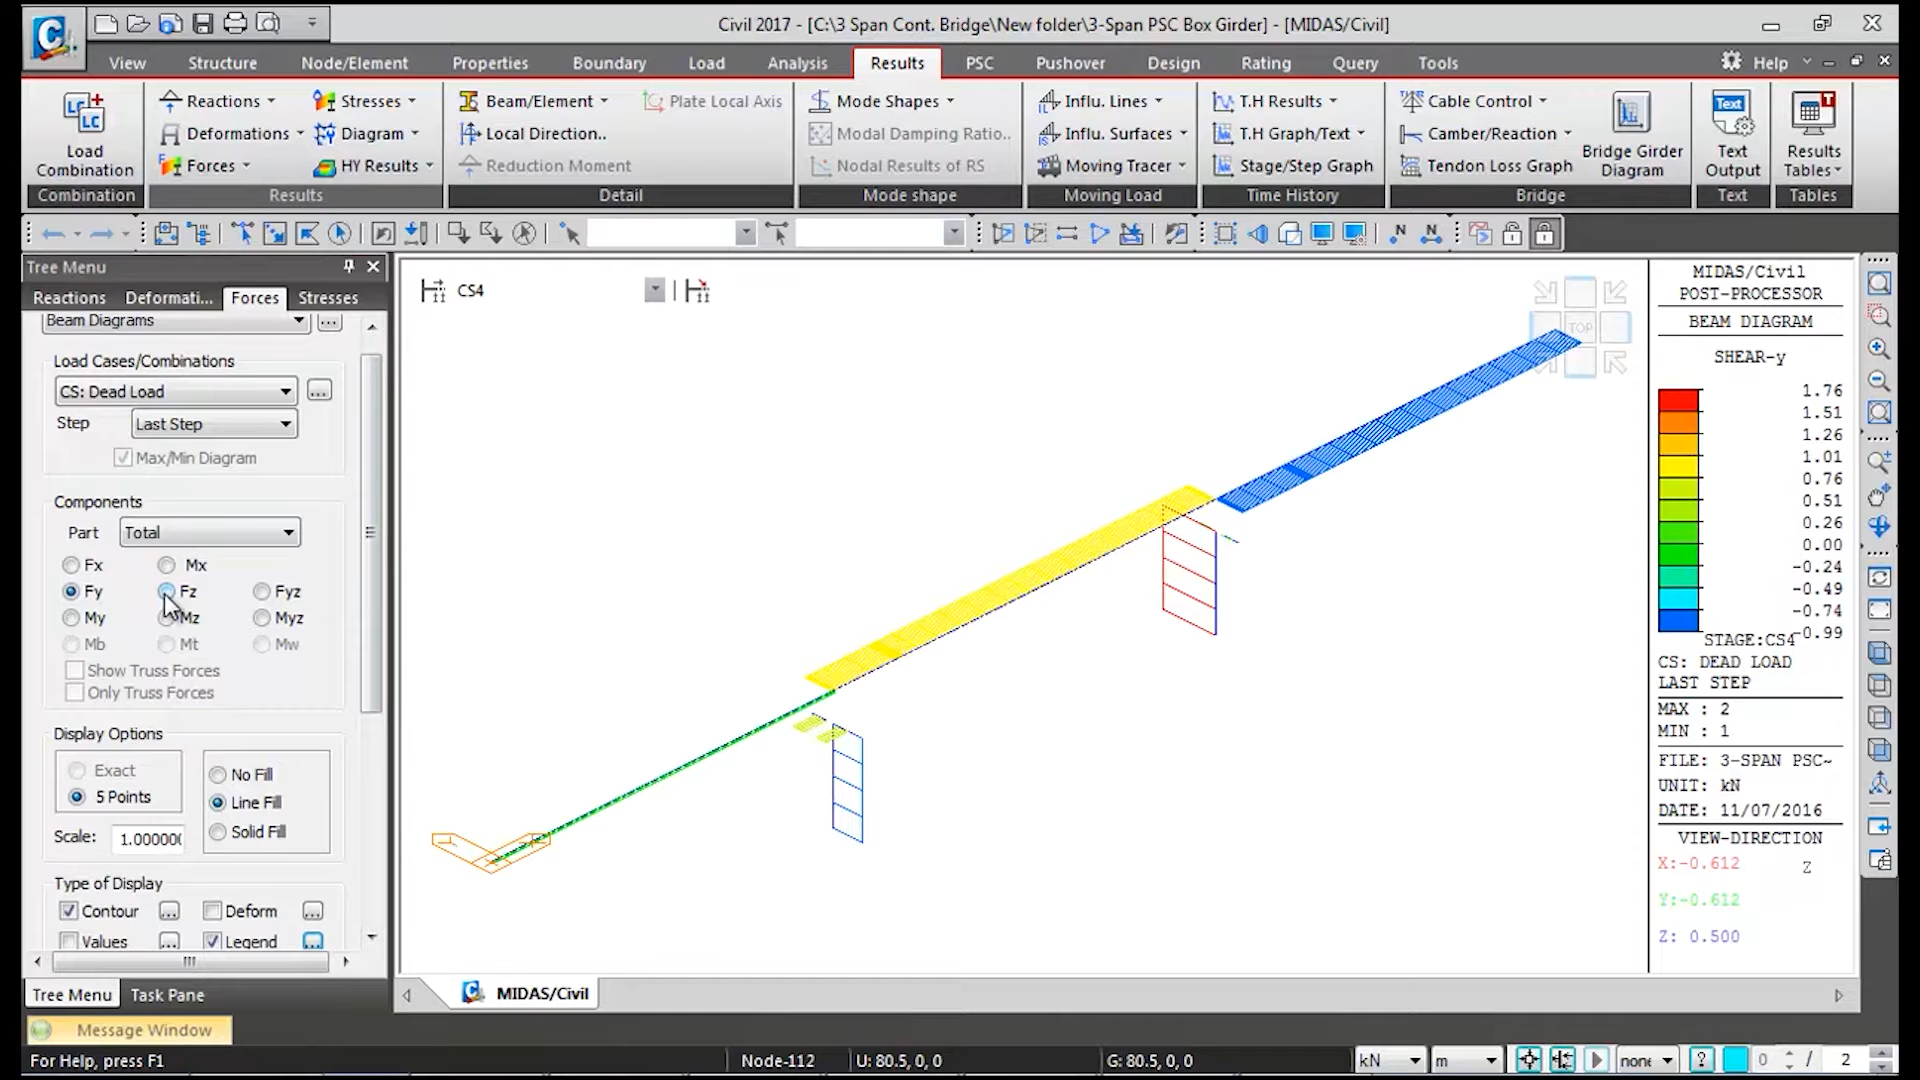 Civil 2017 - [C:\3 Span Cont. Bridge\New folder\3-Span PSC Box Girder] - [MIDAS/Civil]
View Structure Node/Element Properties Boundary Load Analysis Results PSC Pushover Design Rating Query Tools Help
Load Combination
Reactions
Deformations
Forces
Stresses
Diagram
HY Results
Beam/Element
Local Direction..
Reduction Moment
Plate Local Axis
Mode Shapes
Modal Damping Ratio..
Nodal Results of RS
Influ. Lines
Influ. Surfaces
Moving Tracer
T.H Results
T.H Graph/Text
Stage/Step Graph
Cable Control
Camber/Reaction
Tendon Loss Graph
Bridge Girder Diagram
Text
Text Output
Results Tables
Combination Results Detail Mode shape Moving Load Time History Bridge Text Tables
Tree Menu
Reactions Deformati... Forces Stresses
Beam Diagrams
Load Cases/Combinations
CS: Dead Load
Step Last Step
Max/Min Diagram
Components
Part Total
Fx Mx
Fy Fz Fyz
My Mz Myz
Mb Mt Mw
Show Truss Forces
Only Truss Forces
Display Options
Exact
5 Points
No Fill
Line Fill
Solid Fill
Scale: 1.00000
Type of Display
Contour Deform
Values Legend
Tree Menu Task Pane
Message Window
CS4
TOP
MIDAS/Civil
POST-PROCESSOR
BEAM DIAGRAM
SHEAR-y
1.76
1.51
1.26
1.01
0.76
0.51
0.26
0.00
-0.24
-0.49
-0.74
-0.99
STAGE:CS4
CS: DEAD LOAD
LAST STEP
MAX : 2
MIN : 1
FILE: 3-SPAN PSC~
UNIT: kN
DATE: 11/07/2016
VIEW-DIRECTION
X:-0.612
Z
Y:-0.612
Z: 0.500
MIDAS/Civil
For Help, press F1
Node-112
U: 80.5, 0, 0
G: 80.5, 0, 0
kN
m
none
0 / 2